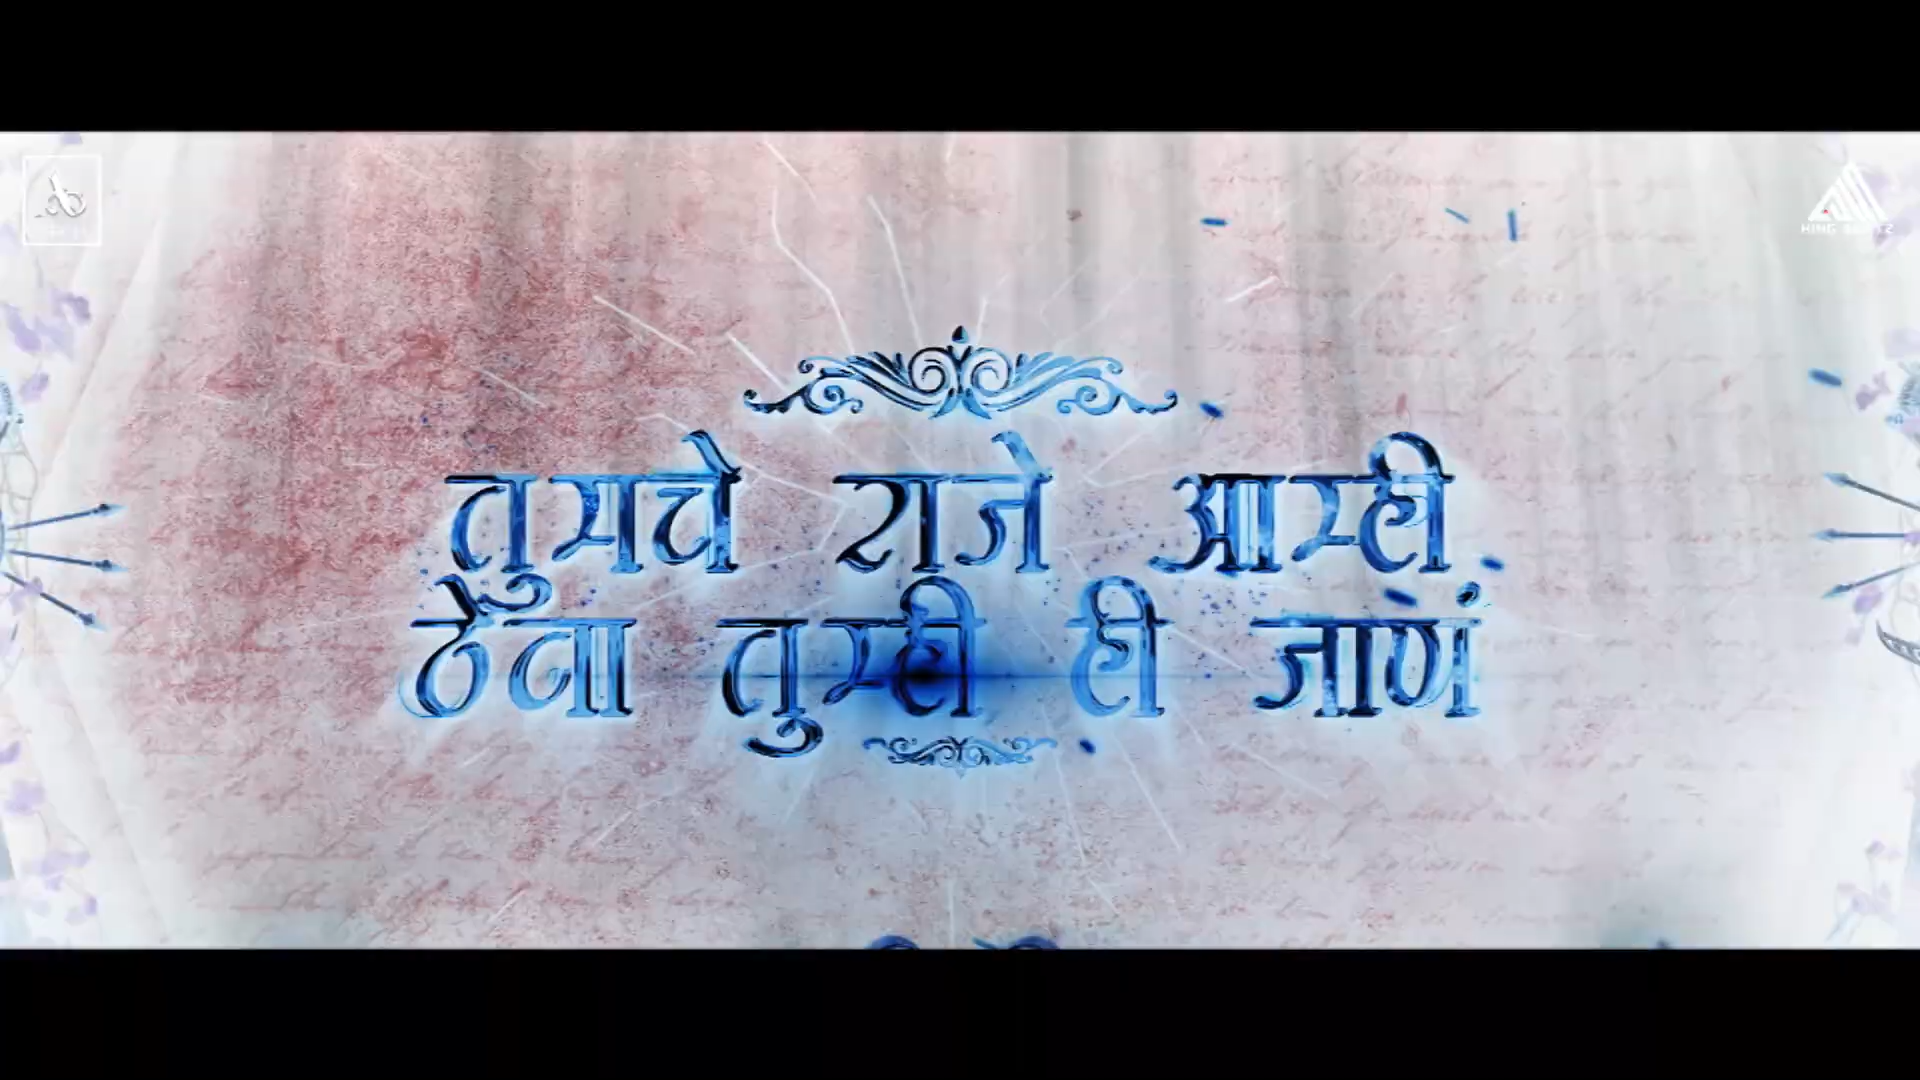 तुमचे राजे आम्ही
ठेवा तुम्ही ही जाणं